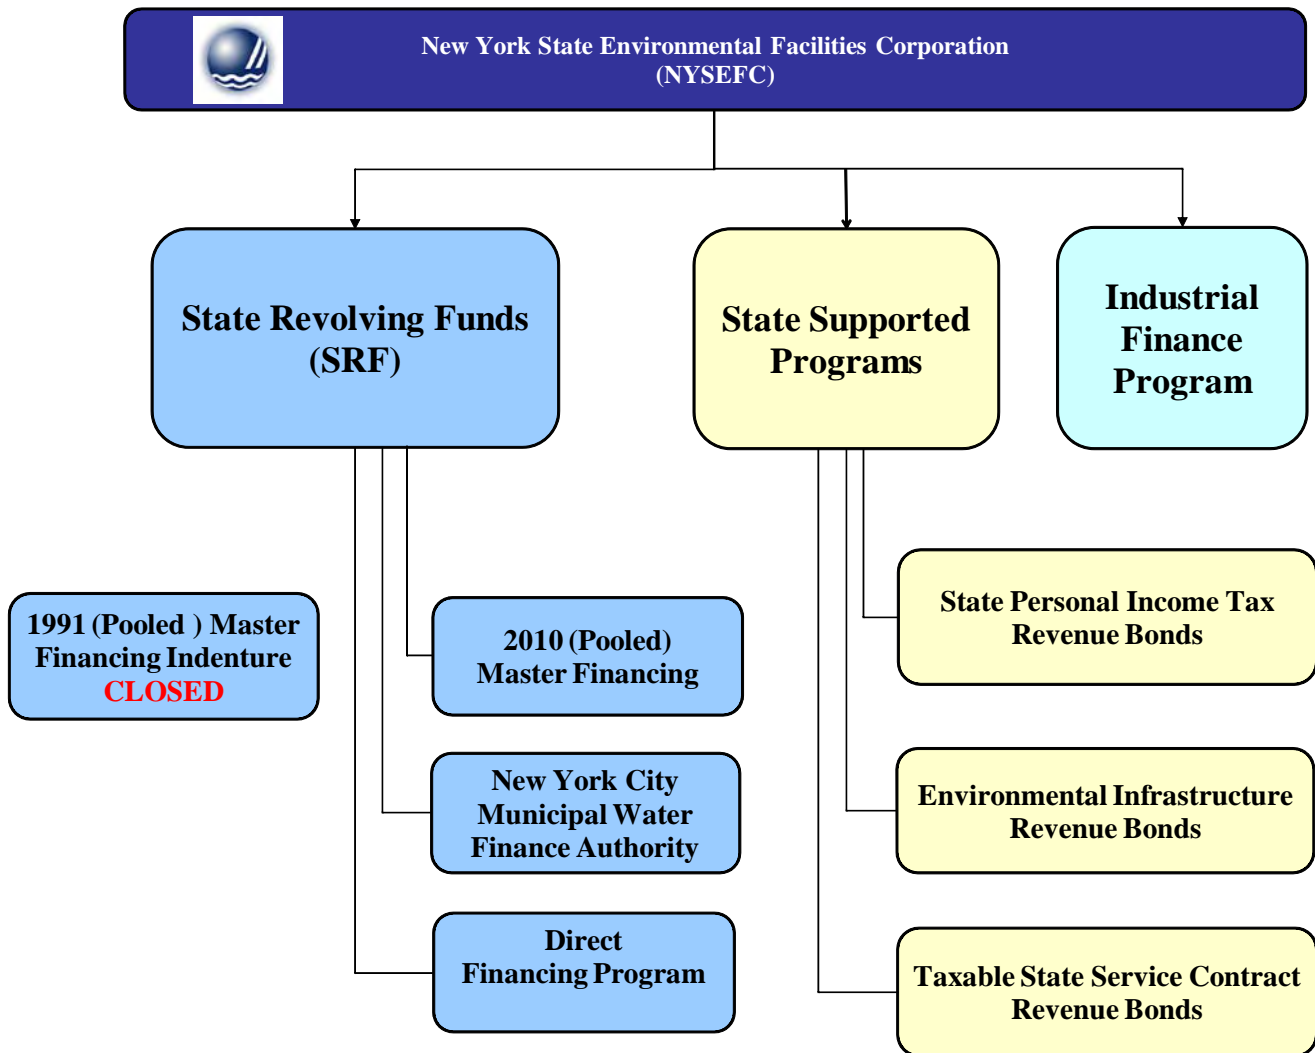 New York State Environmental Facilities Corporation
(NYSEFC)
State Revolving Funds
(SRF)
State Supported
Programs
Industrial
Finance
Program
1991 (Pooled ) Master
Financing Indenture
CLOSED
2010 (Pooled)
Master Financing
New York City
Municipal Water
Finance Authority
Direct
Financing Program
State Personal Income Tax
Revenue Bonds
Environmental Infrastructure
Revenue Bonds
Taxable State Service Contract
Revenue Bonds